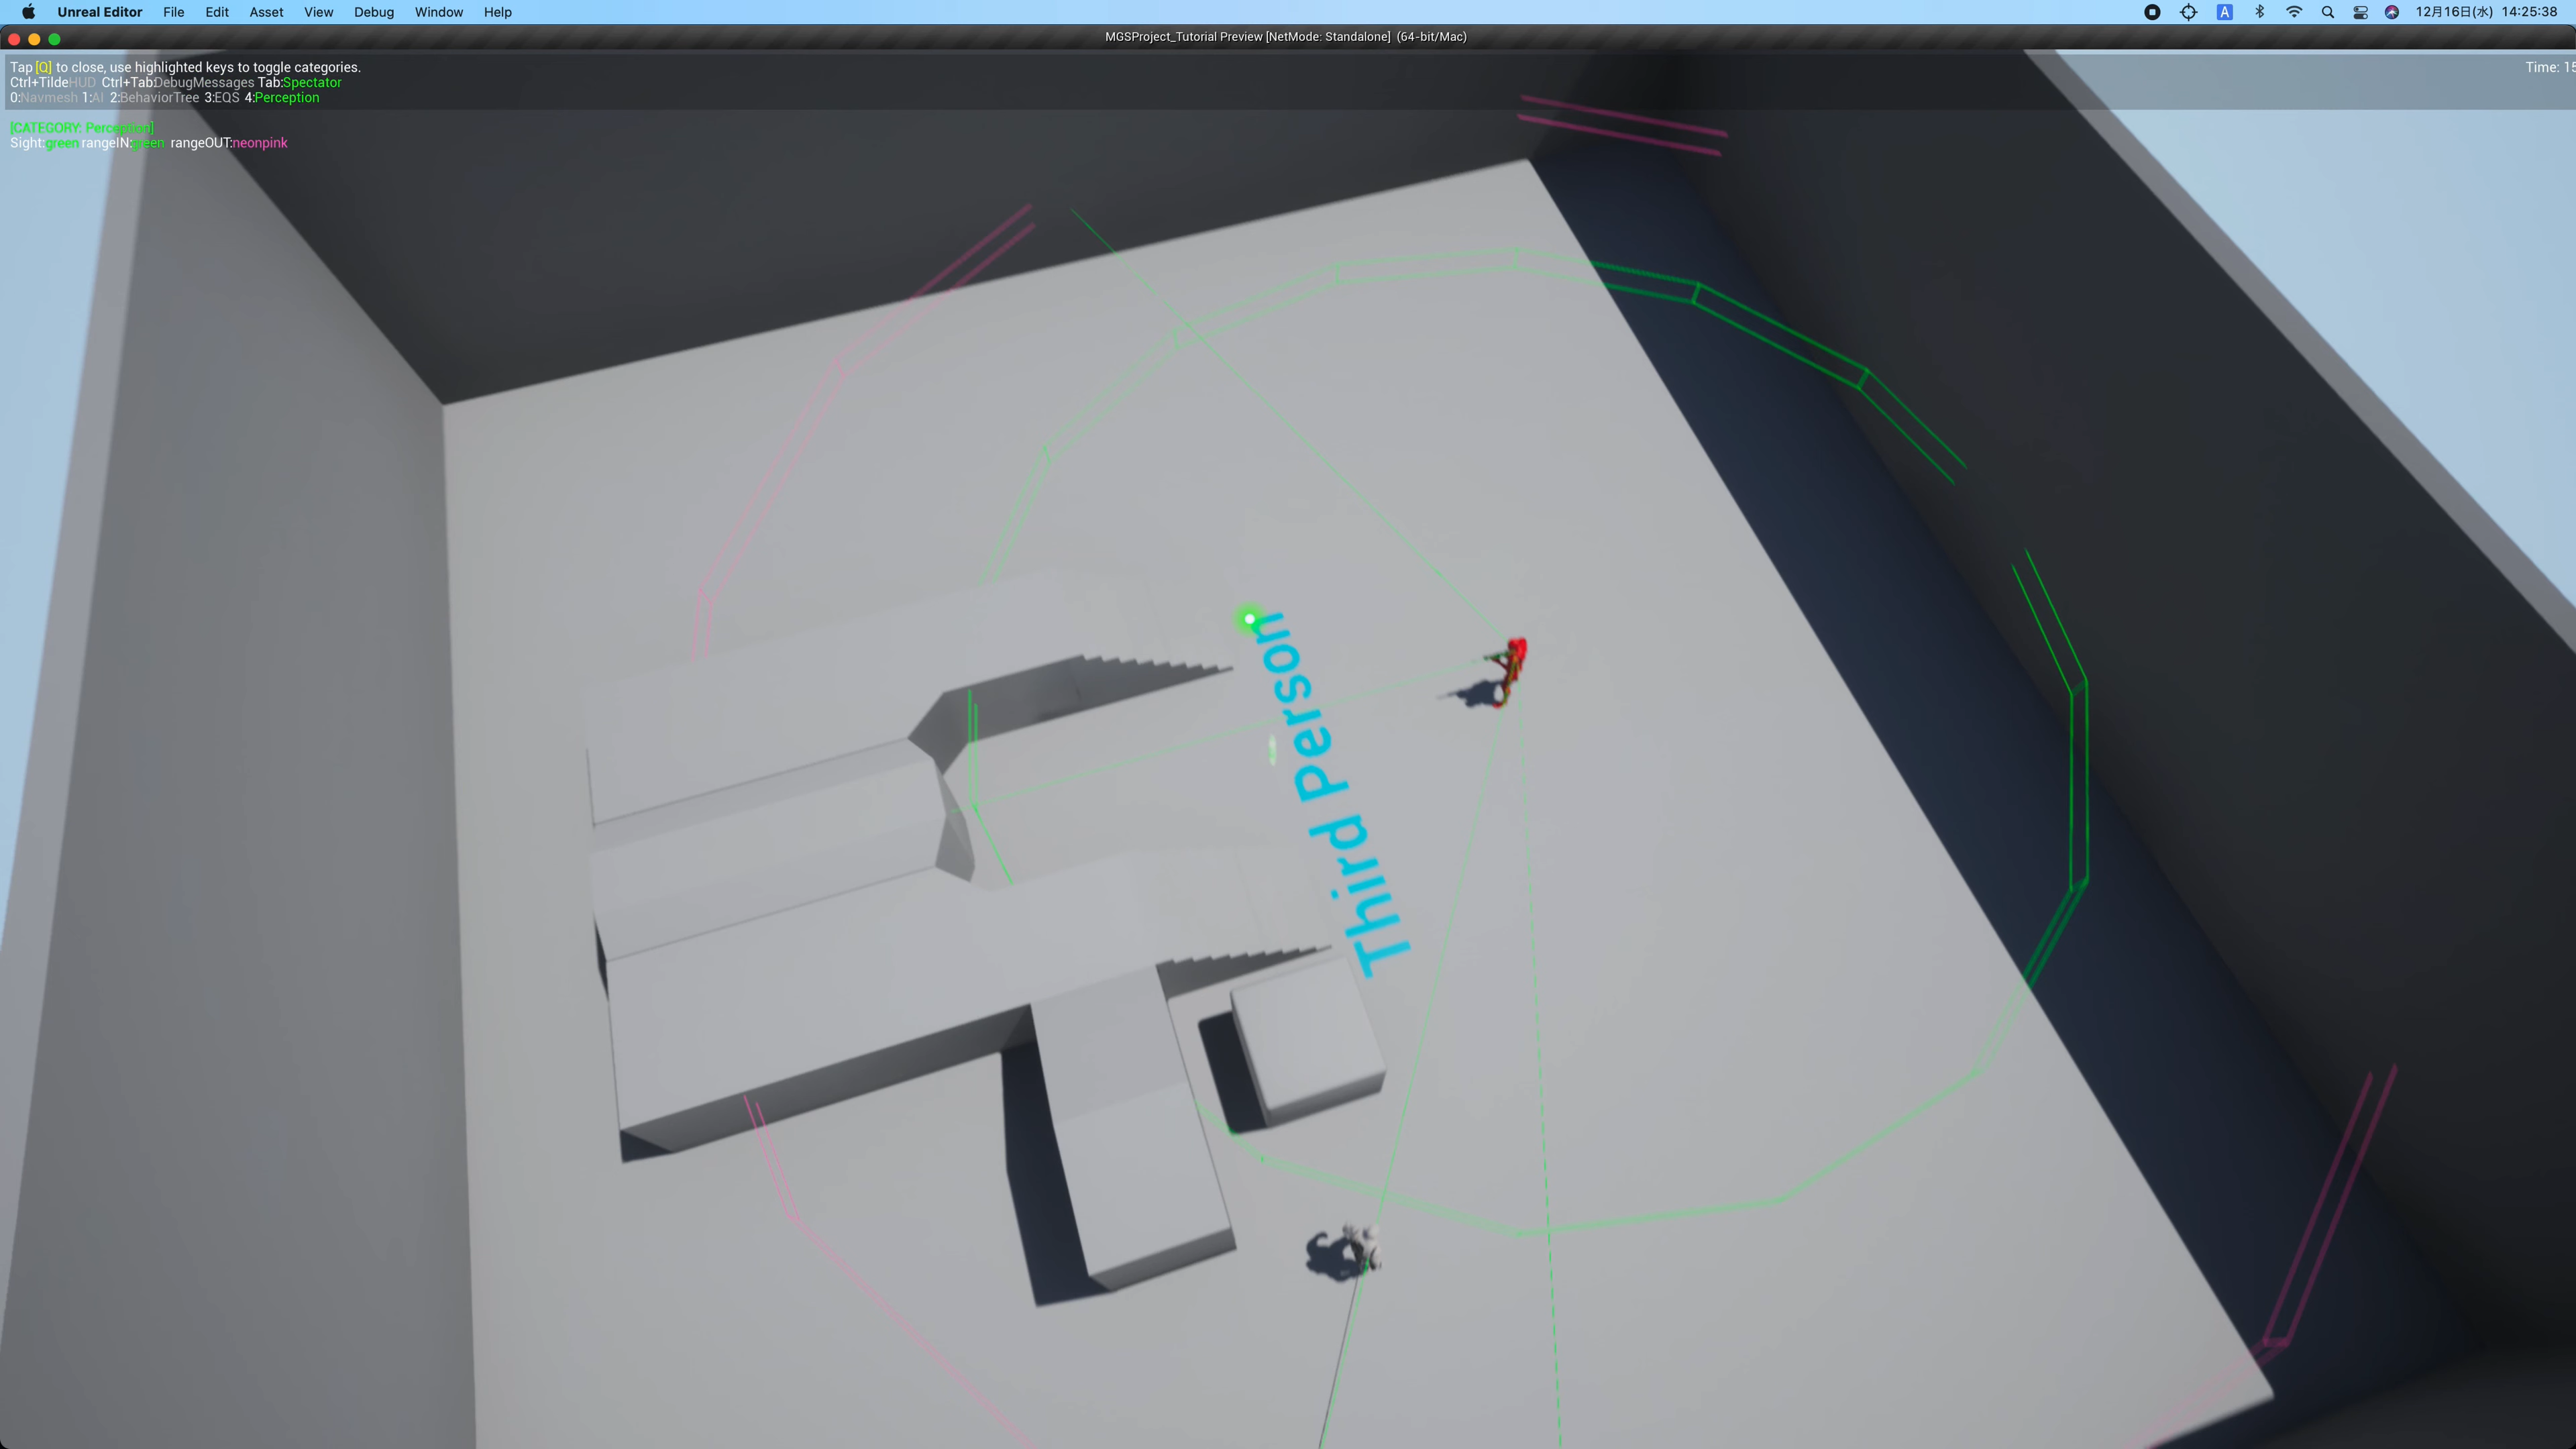 Unreal Editor File Edit Asset View Debug Window Help A 12月16日(水) 14:25:38
MGSProject_Tutorial Preview [NetMode: Standalone] (64-bit/Mac)
Tap [Q] to close, use highlighted keys to toggle categories.
Time: 15
Ctrl+Tilde:HUD Ctrl+Tab:DebugMessages Tab:Spectator
0:Navmesh 1:AI 2:BehaviorTree 3:EQS 4:Perception
[CATEGORY: Perception]
Sight:green rangeIN:green rangeOUT:neonpink
Third Person